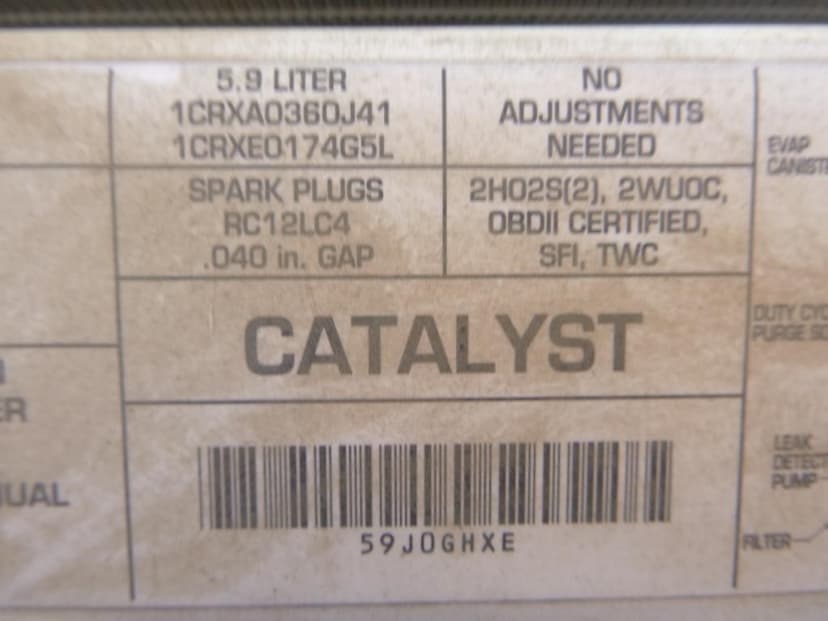 5.9 LITER
1CRXA0360J41
1CRXE0174G5L
NO
ADJUSTMENTS
NEEDED
SPARK PLUGS
RC12LC4
.040 in. GAP
2HO2S(2), 2WUOC,
OBDII CERTIFIED,
SFI, TWC
CATALYST
59J0GHXE
ER
UAL
EVAP
CANISTE
DUTY CYC
PURGE SO
LEAK
DETECT
PUMP
FILTER